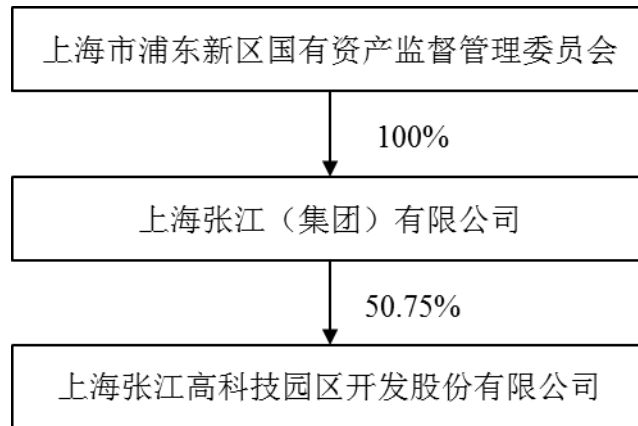 上海市浦东新区国有资产监督管理委员会
100%
上海张江（集团）有限公司
50.75%
上海张江高科技园区开发股份有限公司